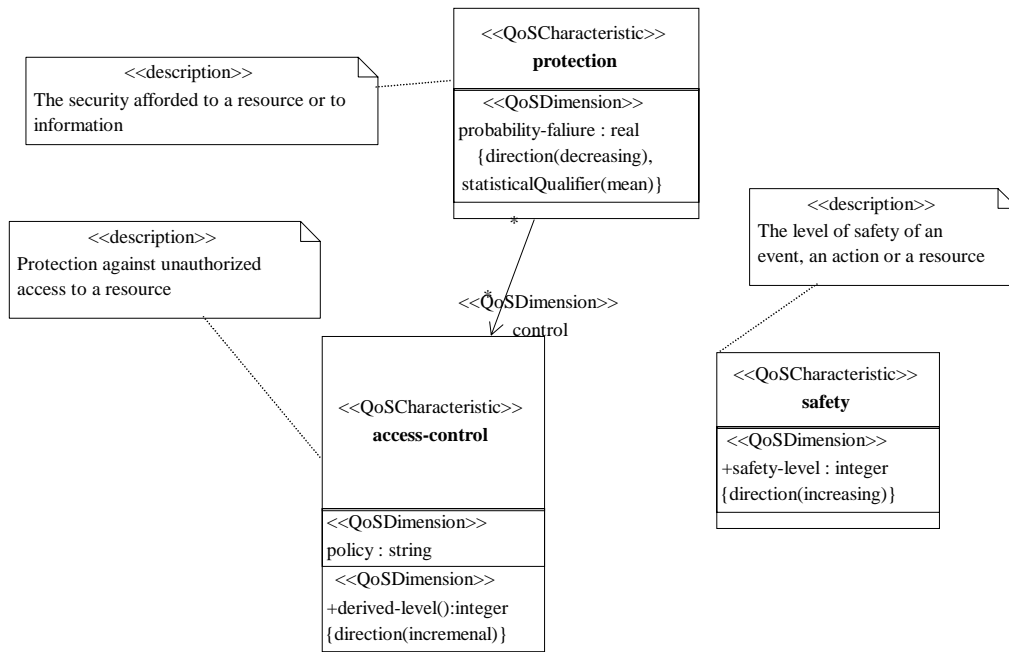 <<QoSCharacteristic>>
protection
<<QoSDimension>>
probability-faliure : real
{direction(decreasing),
statisticalQualifier(mean)}
<<description>>
The security afforded to a resource or to
information
<<description>>
The level of safety of an
event, an action or a resource
<<description>>
Protection against unauthorized
access to a resource
*
*
<<QoSDimension>>
control
<<QoSCharacteristic>>
access-control
<<QoSDimension>>
policy : string
<<QoSDimension>>
+derived-level():integer
{direction(incremenal)}
<<QoSCharacteristic>>
safety
<<QoSDimension>>
+safety-level : integer
{direction(increasing)}